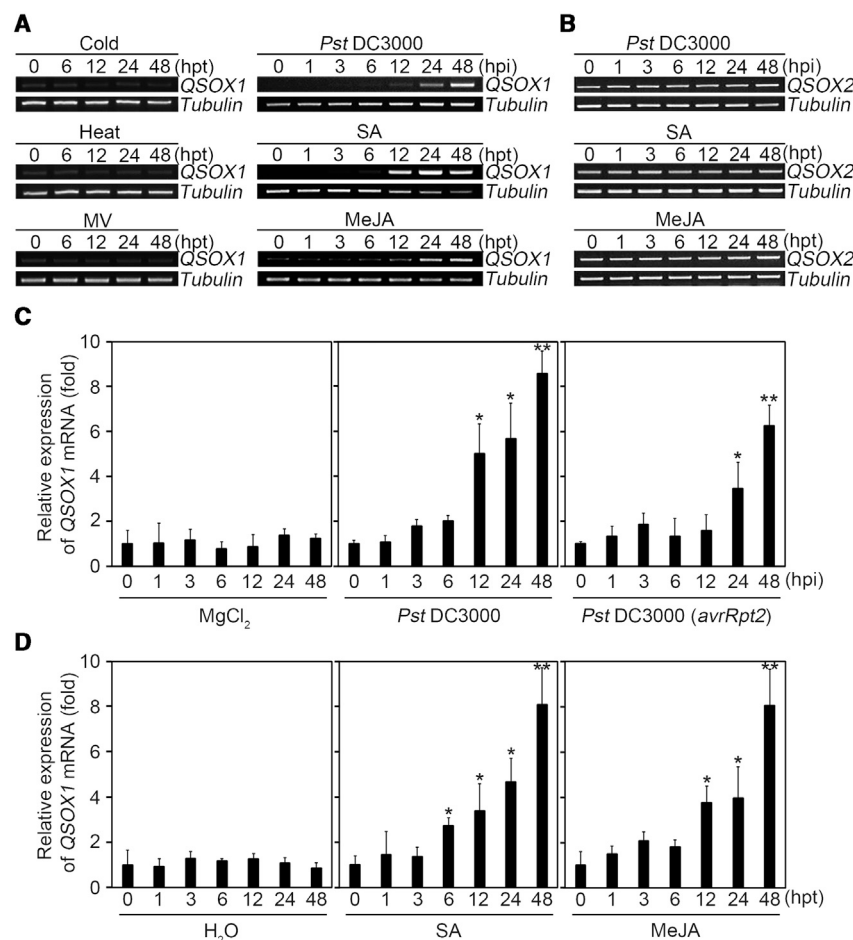 A
Cold
0 6 12 24 48 (hpt)
QSOX1
Tubulin
Heat
0 6 12 24 48 (hpt)
QSOX1
Tubulin
MV
0 6 12 24 48 (hpt)
QSOX1
Tubulin
Pst DC3000
0 1 3 6 12 24 48 (hpi)
QSOX1
Tubulin
SA
0 1 3 6 12 24 48 (hpt)
QSOX1
Tubulin
MeJA
0 1 3 6 12 24 48 (hpt)
QSOX1
Tubulin
B
Pst DC3000
0 1 3 6 12 24 48 (hpi)
QSOX2
Tubulin
SA
0 1 3 6 12 24 48 (hpt)
QSOX2
Tubulin
MeJA
0 1 3 6 12 24 48 (hpt)
QSOX2
Tubulin
C
Relative expression
of QSOX1 mRNA (fold)
10
8
6
4
2
0
* * **
* **
0 1 3 6 12 24 48
0 1 3 6 12 24 48
0 1 3 6 12 24 48 (hpi)
MgCl₂
Pst DC3000
Pst DC3000 (avrRpt2)
D
Relative expression
of QSOX1 mRNA (fold)
10
8
6
4
2
0
* * * **
* * **
0 1 3 6 12 24 48
0 1 3 6 12 24 48
0 1 3 6 12 24 48 (hpt)
H₂O
SA
MeJA